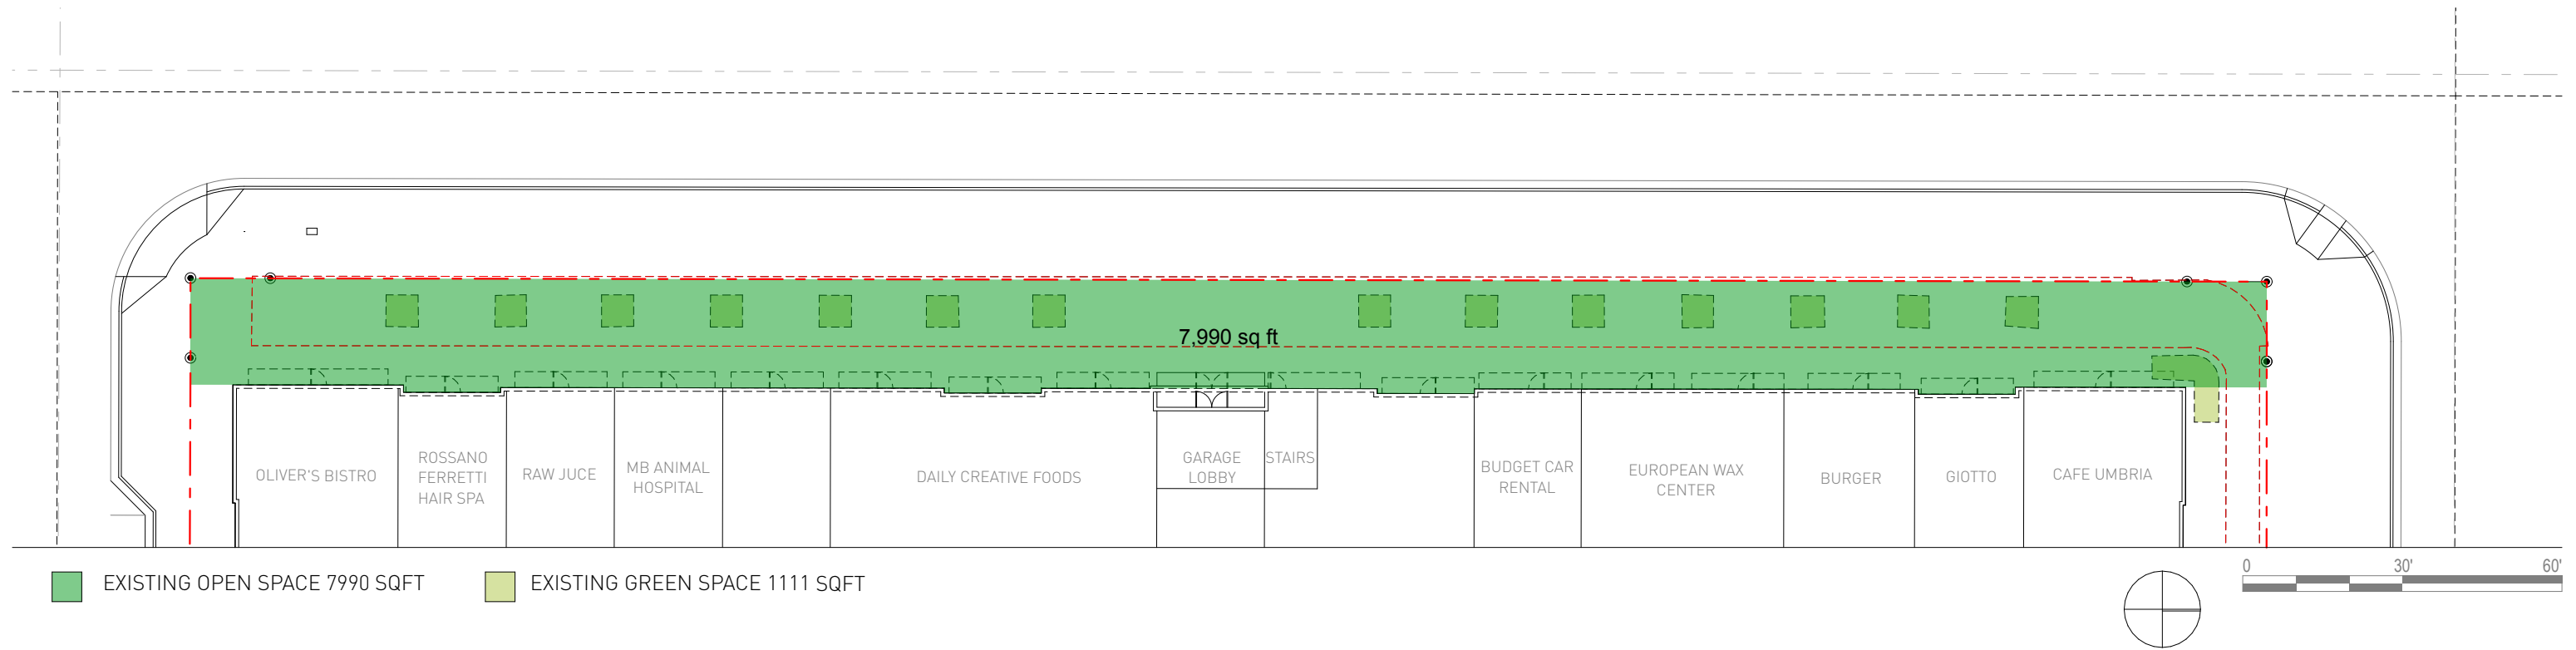 7,990 sq ft
OLIVER'S BISTRO
ROSSANO
FERRETTI
HAIR SPA
RAW JUCE
MB ANIMAL
HOSPITAL
DAILY CREATIVE FOODS
GARAGE
LOBBY
STAIRS
BUDGET CAR
RENTAL
EUROPEAN WAX
CENTER
BURGER
GIOTTO
CAFE UMBRIA
EXISTING OPEN SPACE 7990 SQFT
EXISTING GREEN SPACE 1111 SQFT
0 30' 60'